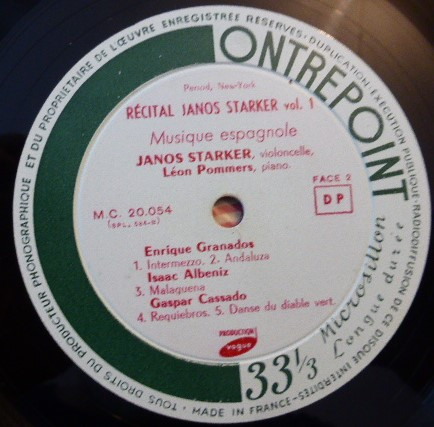 TOUS DROITS DU PRODUCTEUR PHONOGRAPHIQUE ET DU PROPRIETAIRE DE L'ŒUVRE ENREGISTRÉE RÉSERVÉS - DUPLICATION - EXÉCUTION PUBLIQUE - RADIODIFFUSION DE CE DISQUE INTERDITES - MADE IN FRANCE -
ONTREPOINT
Period, New-York
RÉCITAL JANOS STARKER vol. 1
Musique espagnole
JANOS STARKER, violoncelle,
Léon Pommers, piano.
FACE 2
DP
M.C. 20.054
Enrique Granados
1. Intermezzo. 2. Andaluza
Isaac Albeniz
3. Malaguena
Gaspar Cassado
4. Requiebros. 5. Danse du diable vert.
PRODUCTION
vogue
Microsillon
Longue durée
33 1/3